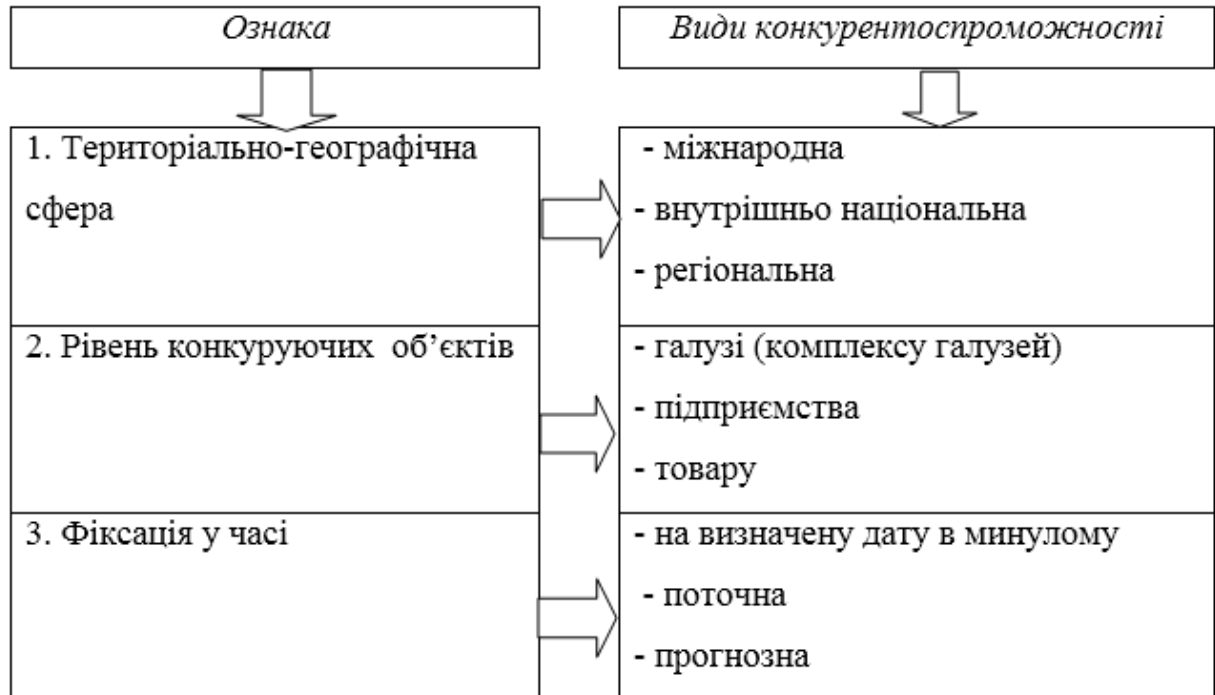 Ознака
Види конкурентоспроможності
1. Територіально-географічна
сфера
- міжнародна
- внутрішньо національна
- регіональна
2. Рівень конкуруючих об’єктів
- галузі (комплексу галузей)
- підприємства
- товару
3. Фіксація у часі
- на визначену дату в минулому
- поточна
- прогнозна